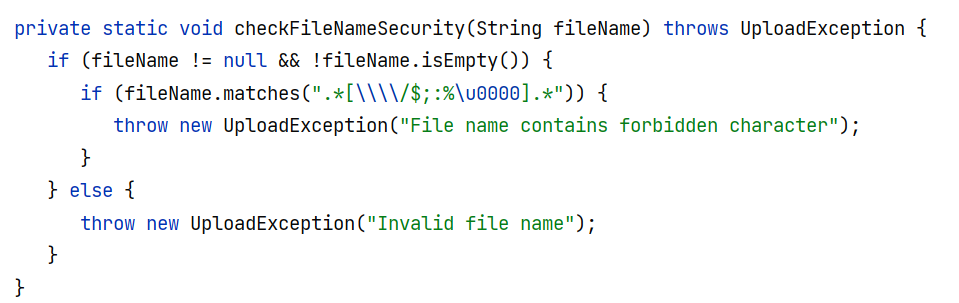 private static void checkFileNameSecurity(String fileName) throws UploadException {
if (fileName != null && !fileName.isEmpty()) {
if (fileName.matches(".*[\\\\/$;:%\u0000].*")) {
throw new UploadException("File name contains forbidden character");
}
} else {
throw new UploadException("Invalid file name");
}
}